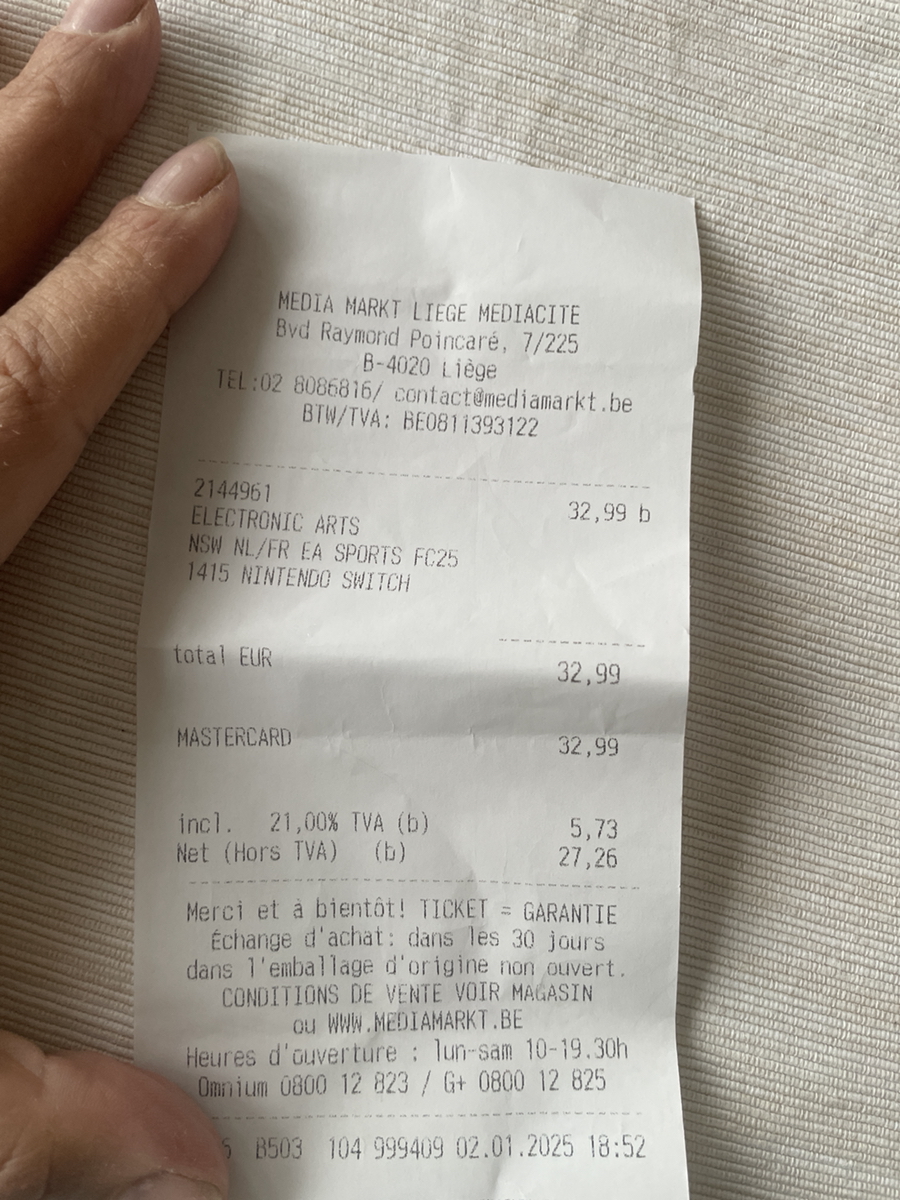 MEDIA MARKT LIEGE MEDIACITE
Bvd Raymond Poincaré, 7/225
B-4020 Liège
TEL:02 8086816/ contact@mediamarkt.be
BTW/TVA: BE0811393122
2144961 32,99 b
ELECTRONIC ARTS
NSW NL/FR EA SPORTS FC25
1415 NINTENDO SWITCH
total EUR 32,99
MASTERCARD 32,99
incl. 21,00% TVA (b) 5,73
Net (Hors TVA) (b) 27,26
Merci et à bientôt! TICKET = GARANTIE
Échange d'achat: dans les 30 jours
dans l'emballage d'origine non ouvert.
CONDITIONS DE VENTE VOIR MAGASIN
ou WWW.MEDIAMARKT.BE
Heures d'ouverture : lun-sam 10-19.30h
Omnium 0800 12 823 / G+ 0800 12 825
B503 104 999409 02.01.2025 18:52